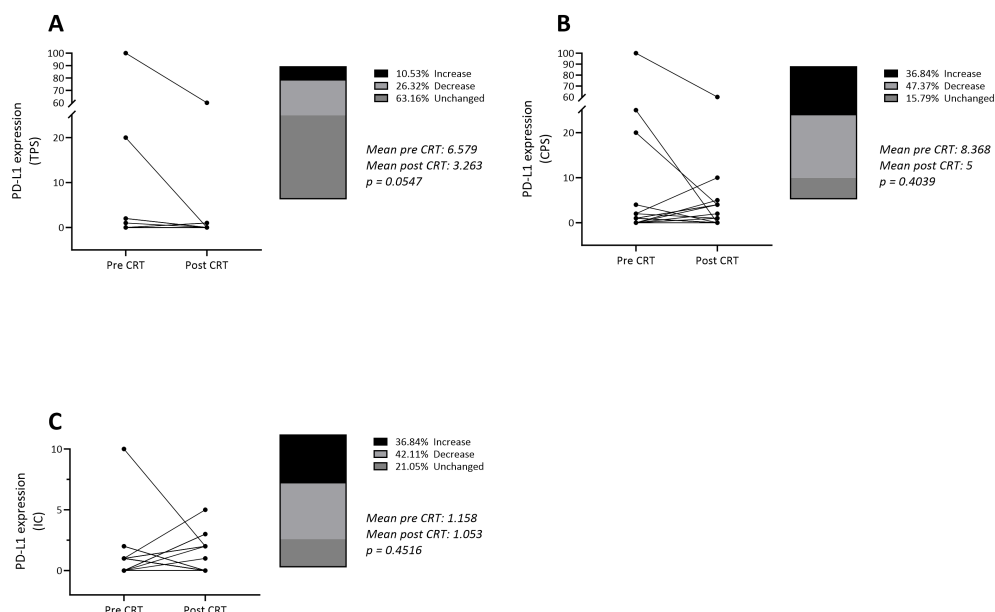 A
PD-L1 expression
(TPS)
100
90
80
70
60
20
10
0
Pre CRT
Post CRT
10.53% Increase
26.32% Decrease
63.16% Unchanged
Mean pre CRT: 6.579
Mean post CRT: 3.263
p = 0.0547
B
PD-L1 expression
(CPS)
100
90
80
70
60
20
10
0
Pre CRT
Post CRT
36.84% Increase
47.37% Decrease
15.79% Unchanged
Mean pre CRT: 8.368
Mean post CRT: 5
p = 0.4039
C
PD-L1 expression
(IC)
10
5
0
Pre CRT
Post CRT
36.84% Increase
42.11% Decrease
21.05% Unchanged
Mean pre CRT: 1.158
Mean post CRT: 1.053
p = 0.4516